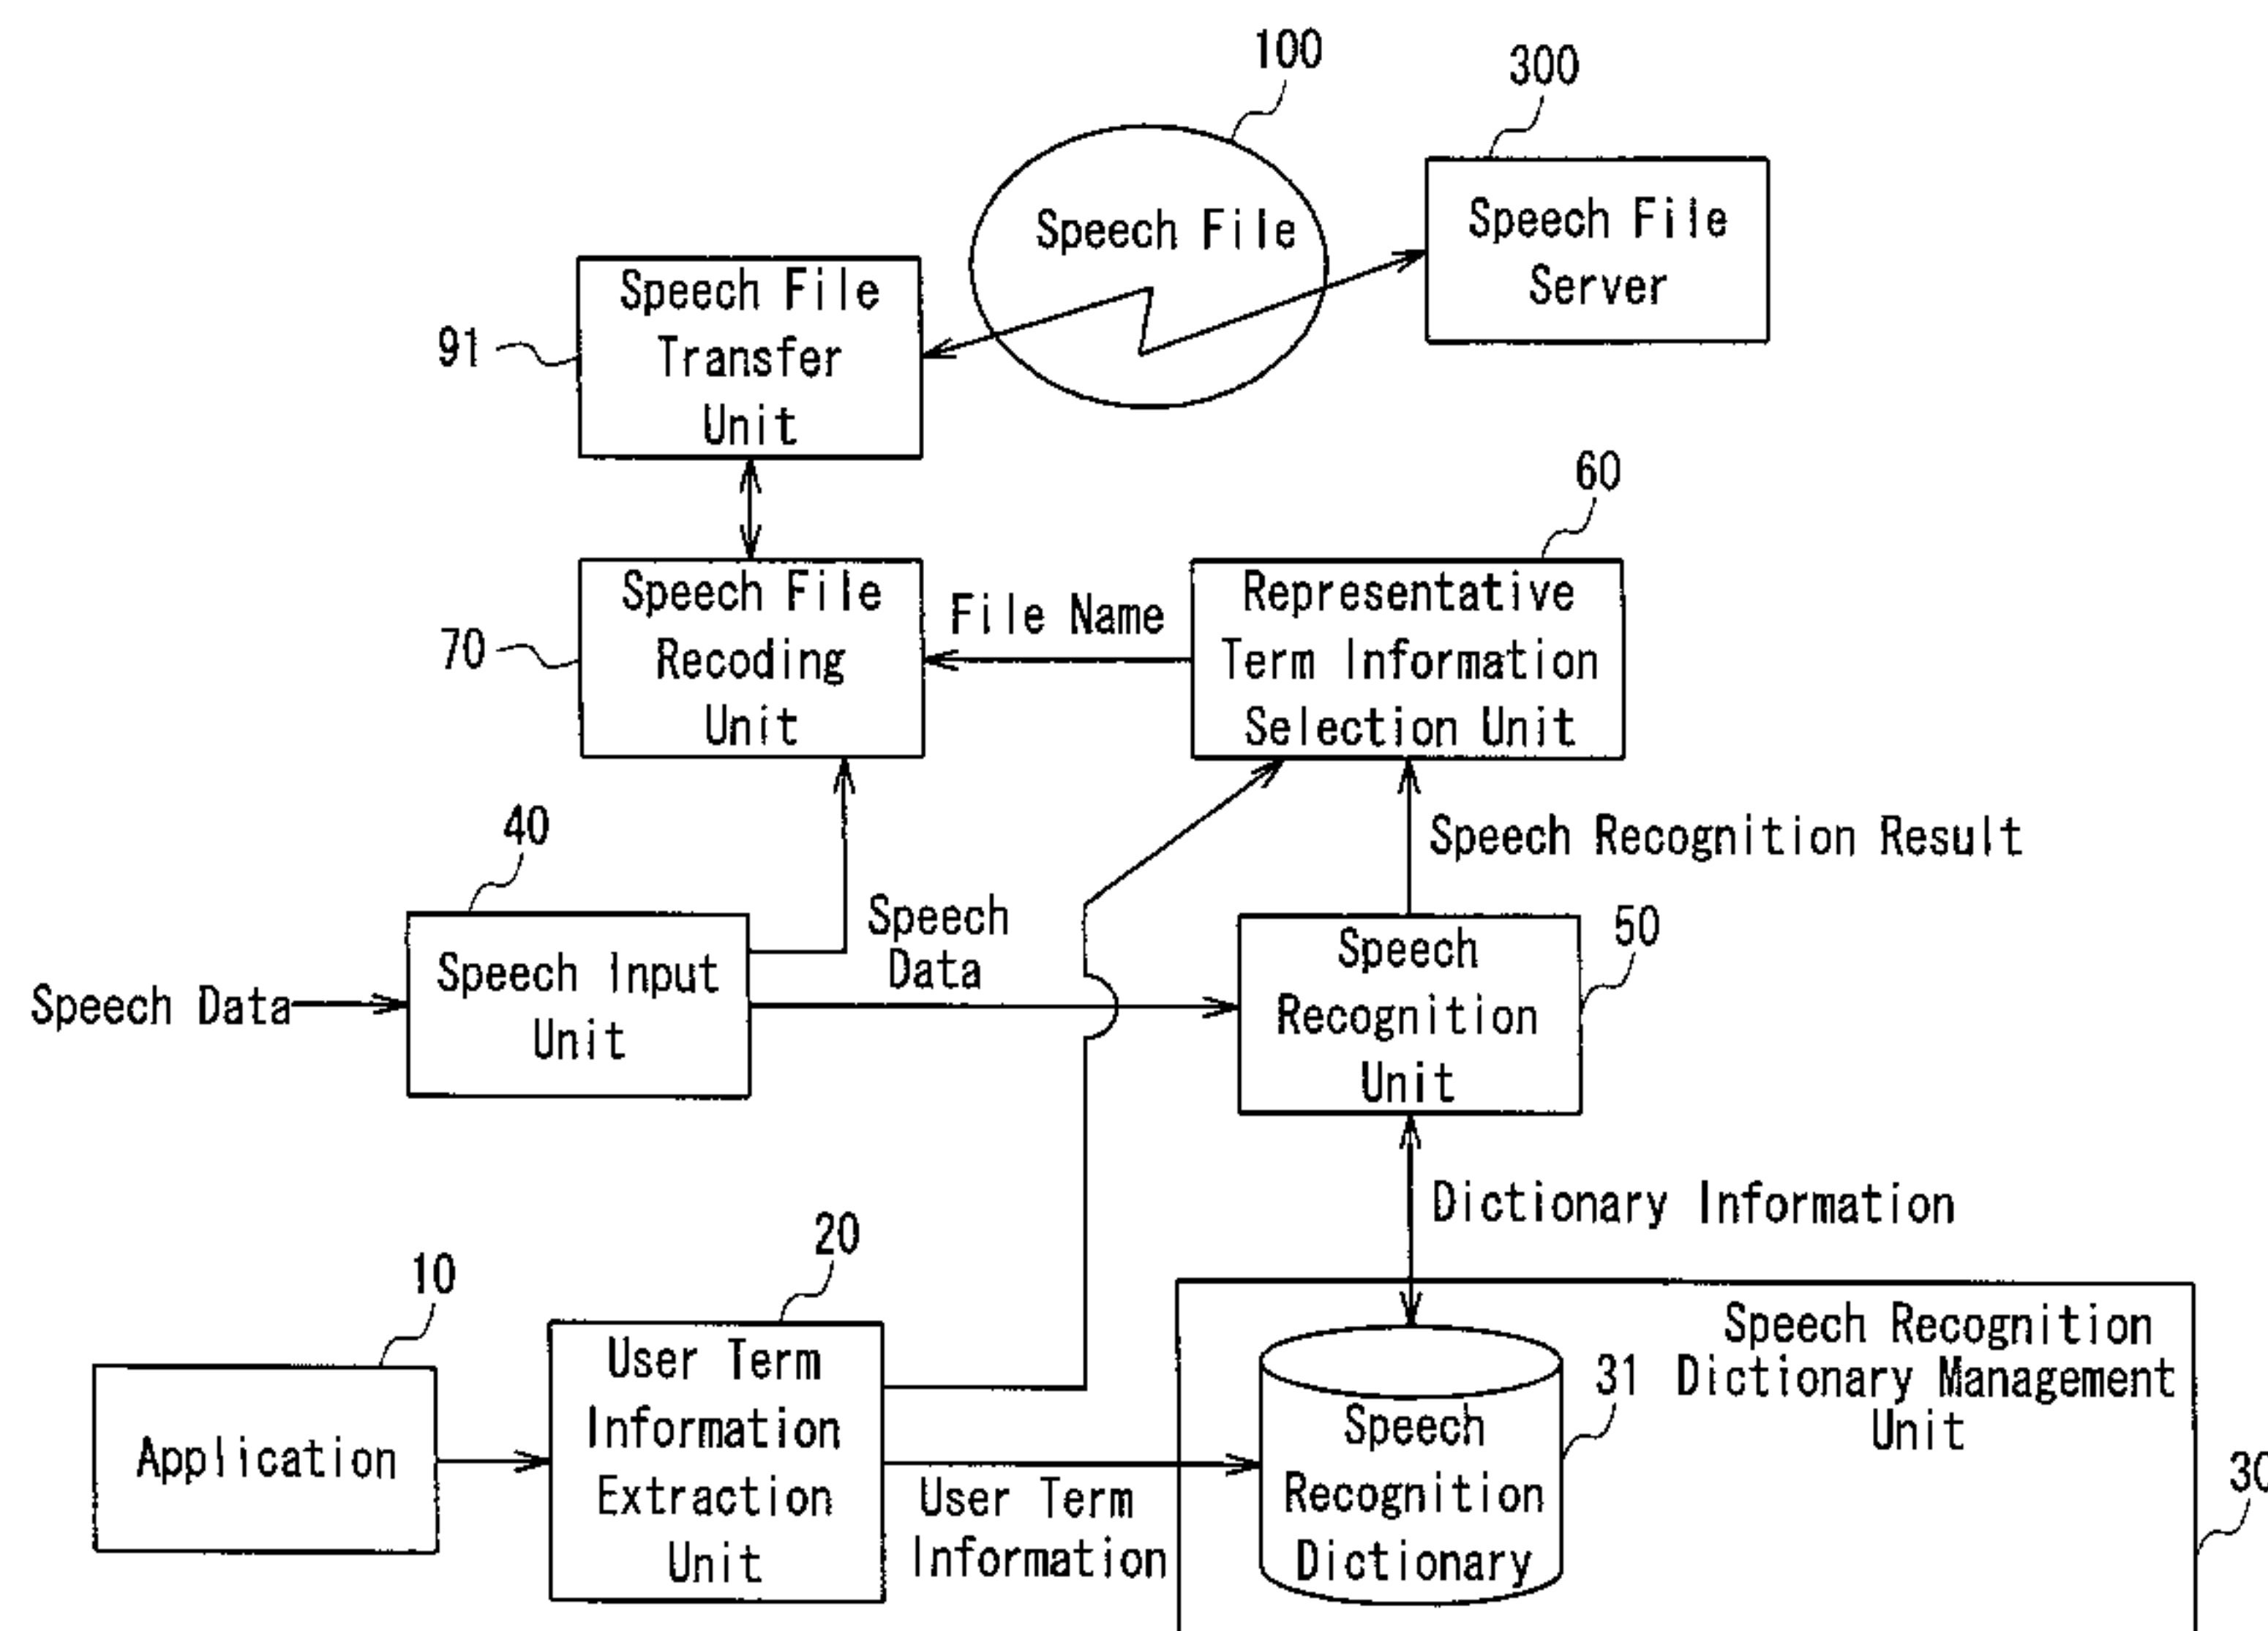 100
300
Speech File
Speech File
Server
Speech File
Transfer
Unit
91
60
Speech File
Recoding
Unit
70
File Name
Representative
Term Information
Selection Unit
40
Speech
Data
Speech Recognition Result
50
Speech Data
Speech Input
Unit
Speech
Recognition
Unit
Dictionary Information
20
10
User Term
Information
Extraction
Unit
Application
User Term
Information
Speech Recognition
Dictionary Management
Unit
31
Speech
Recognition
Dictionary
30